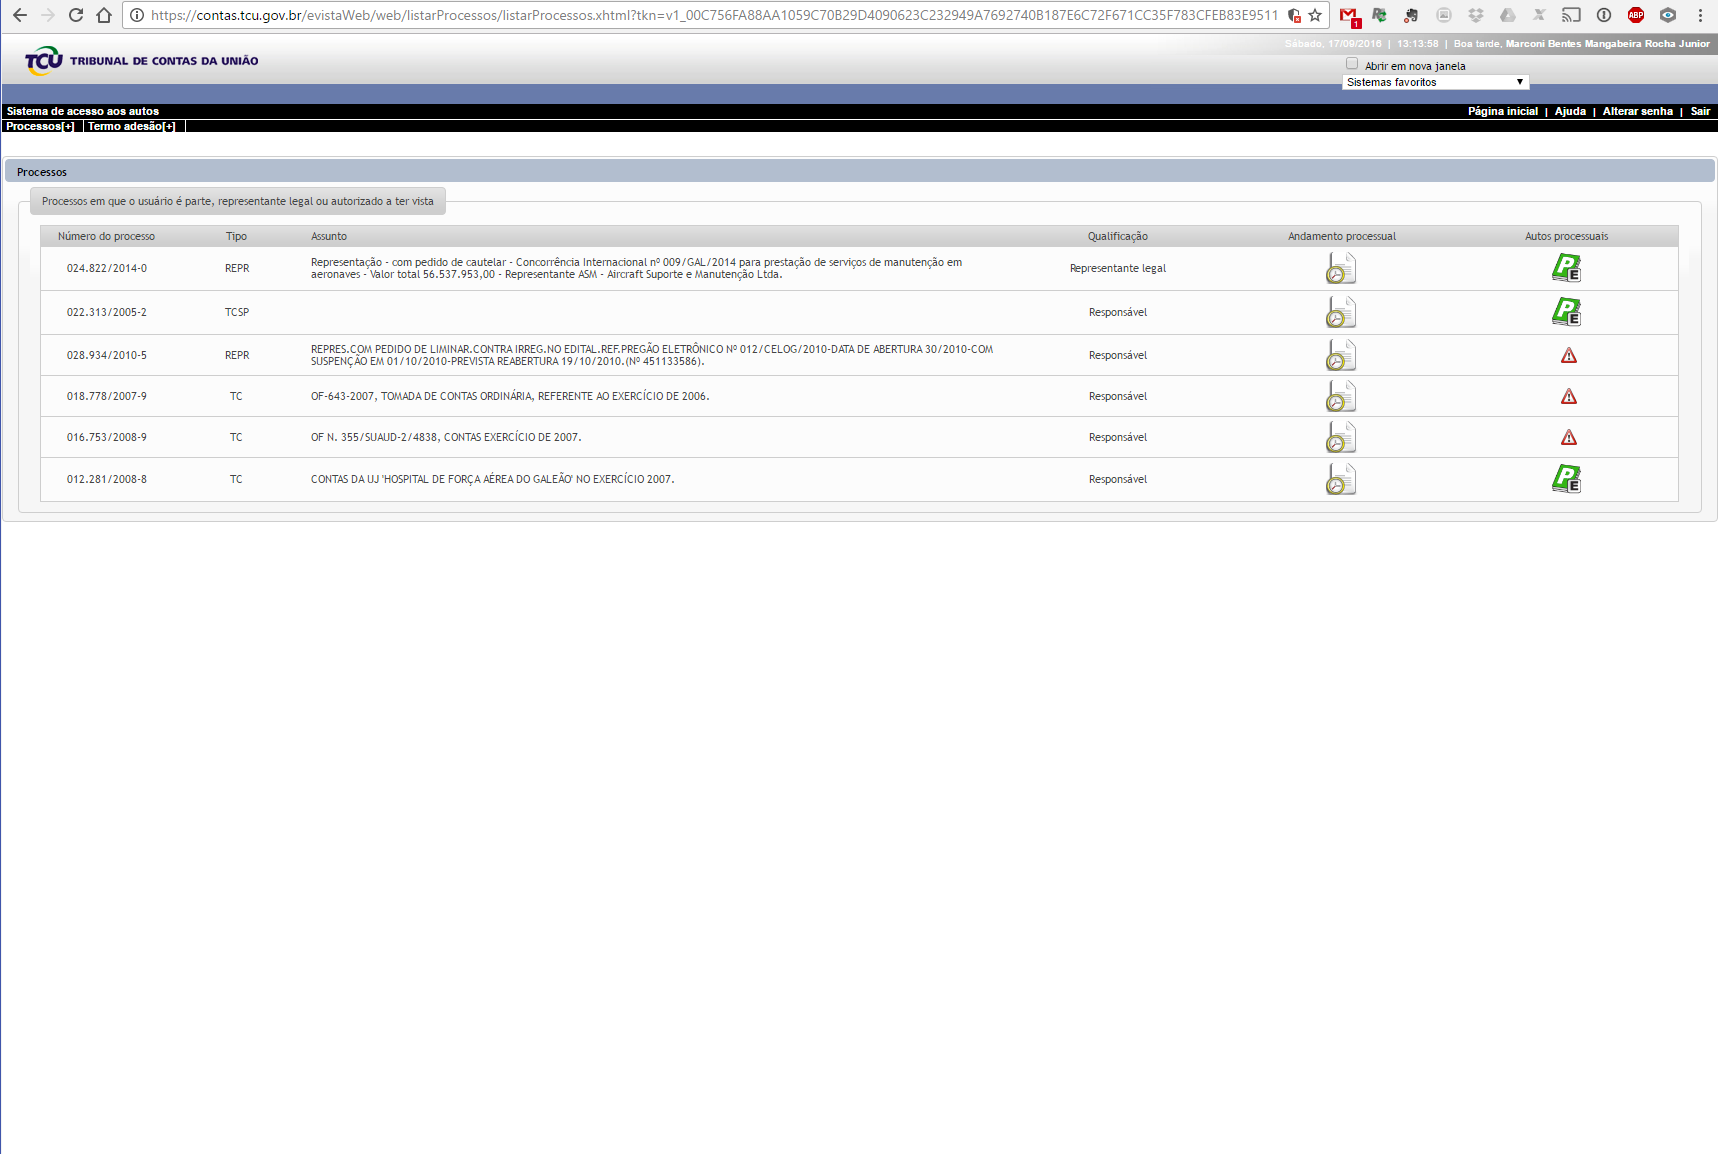 https://contas.tcu.gov.br/evistaWeb/web/listarProcessos/listarProcessos.xhtml?tkn=v1_00C756FA88AA1059C70B29D4090623C232949A7692740B187E6C72F671CC35F783CFEB83E9511
1
ABP
Sábado, 17/09/2016 | 13:13:58 | Boa tarde, Marconi Bentes Mangabeira Rocha Junior
TCU TRIBUNAL DE CONTAS DA UNIÃO
Abrir em nova janela
Sistemas favoritos
Sistema de acesso aos autos
Página inicial | Ajuda | Alterar senha | Sair
Processos[+] Termo adesão[+]
Processos
Processos em que o usuário é parte, representante legal ou autorizado a ter vista
Número do processo Tipo Assunto Qualificação Andamento processual Autos processuais
024.822/2014-0 REPR Representação - com pedido de cautelar - Concorrência Internacional nº 009/GAL/2014 para prestação de serviços de manutenção em
aeronaves - Valor total 56.537.953,00 - Representante ASM - Aircraft Suporte e Manutenção Ltda.
Representante legal
PE
022.313/2005-2 TCSP Responsável
PE
028.934/2010-5 REPR REPRES.COM PEDIDO DE LIMINAR.CONTRA IRREG.NO EDITAL.REF.PREGÃO ELETRÔNICO Nº 012/CELOG/2010-DATA DE ABERTURA 30/2010-COM
SUSPENÇÃO EM 01/10/2010-PREVISTA REABERTURA 19/10/2010.(Nº 451133586).
Responsável
018.778/2007-9 TC OF-643-2007, TOMADA DE CONTAS ORDINÁRIA, REFERENTE AO EXERCÍCIO DE 2006. Responsável
016.753/2008-9 TC OF N. 355/SUAUD-2/4838, CONTAS EXERCÍCIO DE 2007. Responsável
012.281/2008-8 TC CONTAS DA UJ 'HOSPITAL DE FORÇA AÉREA DO GALEÃO' NO EXERCÍCIO 2007. Responsável
PE